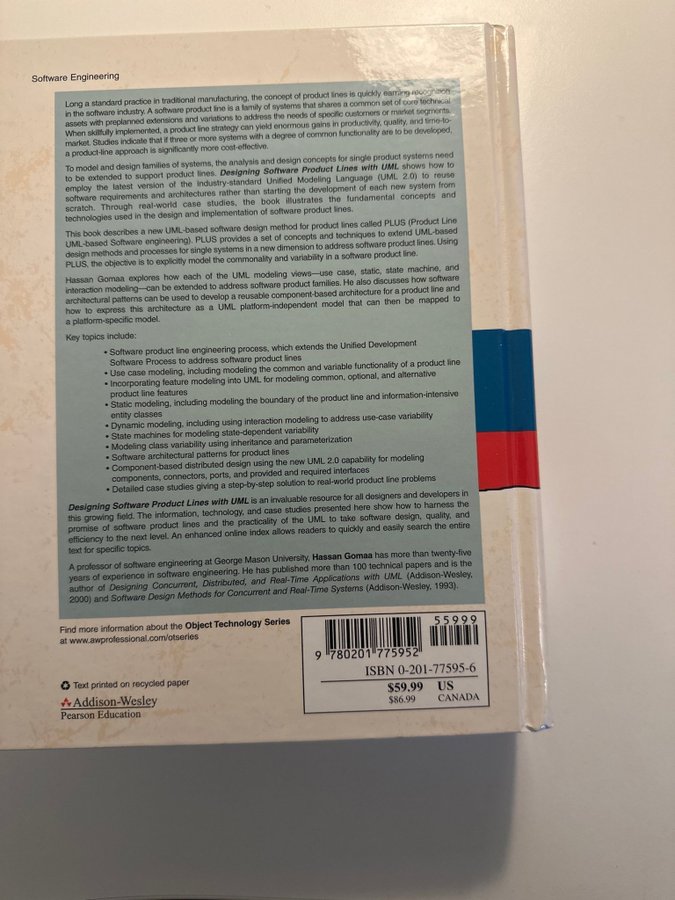 Software Engineering
Long a standard practice in traditional manufacturing, the concept of product lines is quickly earning recognition
in the software industry. A software product line is a family of systems that shares a common set of core technical
assets with preplanned extensions and variations to address the needs of specific customers or market segments.
When skillfully implemented, a product line strategy can yield enormous gains in productivity, quality, and time-to-
market. Studies indicate that if three or more systems with a degree of common functionality are to be developed,
a product-line approach is significantly more cost-effective.
To model and design families of systems, the analysis and design concepts for single product systems need
to be extended to support product lines. Designing Software Product Lines with UML shows how to
employ the latest version of the industry-standard Unified Modeling Language (UML 2.0) to reuse
software requirements and architectures rather than starting the development of each new system from
scratch. Through real-world case studies, the book illustrates the fundamental concepts and
technologies used in the design and implementation of software product lines.
This book describes a new UML-based software design method for product lines called PLUS (Product Line
UML-based Software engineering). PLUS provides a set of concepts and techniques to extend UML-based
design methods and processes for single systems in a new dimension to address software product lines. Using
PLUS, the objective is to explicitly model the commonality and variability in a software product line.
Hassan Gomaa explores how each of the UML modeling views—use case, static, state machine, and
interaction modeling—can be extended to address software product families. He also discusses how software
architectural patterns can be used to develop a reusable component-based architecture for a product line and
how to express this architecture as a UML platform-independent model that can then be mapped to
a platform-specific model.
Key topics include:
• Software product line engineering process, which extends the Unified Development
Software Process to address software product lines
• Use case modeling, including modeling the common and variable functionality of a product line
• Incorporating feature modeling into UML for modeling common, optional, and alternative
product line features
• Static modeling, including modeling the boundary of the product line and information-intensive
entity classes
• Dynamic modeling, including using interaction modeling to address use-case variability
• State machines for modeling state-dependent variability
• Modeling class variability using inheritance and parameterization
• Software architectural patterns for product lines
• Component-based distributed design using the new UML 2.0 capability for modeling
components, connectors, ports, and provided and required interfaces
• Detailed case studies giving a step-by-step solution to real-world product line problems
Designing Software Product Lines with UML is an invaluable resource for all designers and developers in
this growing field. The information, technology, and case studies presented here show how to harness the
promise of software product lines and the practicality of the UML to take software design, quality, and
efficiency to the next level. An enhanced online index allows readers to quickly and easily search the entire
text for specific topics.
A professor of software engineering at George Mason University, Hassan Gomaa has more than twenty-five
years of experience in software engineering. He has published more than 100 technical papers and is the
author of Designing Concurrent, Distributed, and Real-Time Applications with UML (Addison-Wesley,
2000) and Software Design Methods for Concurrent and Real-Time Systems (Addison-Wesley, 1993).
Find more information about the Object Technology Series
at www.awprofessional.com/otseries
Text printed on recycled paper
Addison-Wesley
Pearson Education
55999
9 780201 775952
ISBN 0-201-77595-6
$59.99 US
$86.99 CANADA